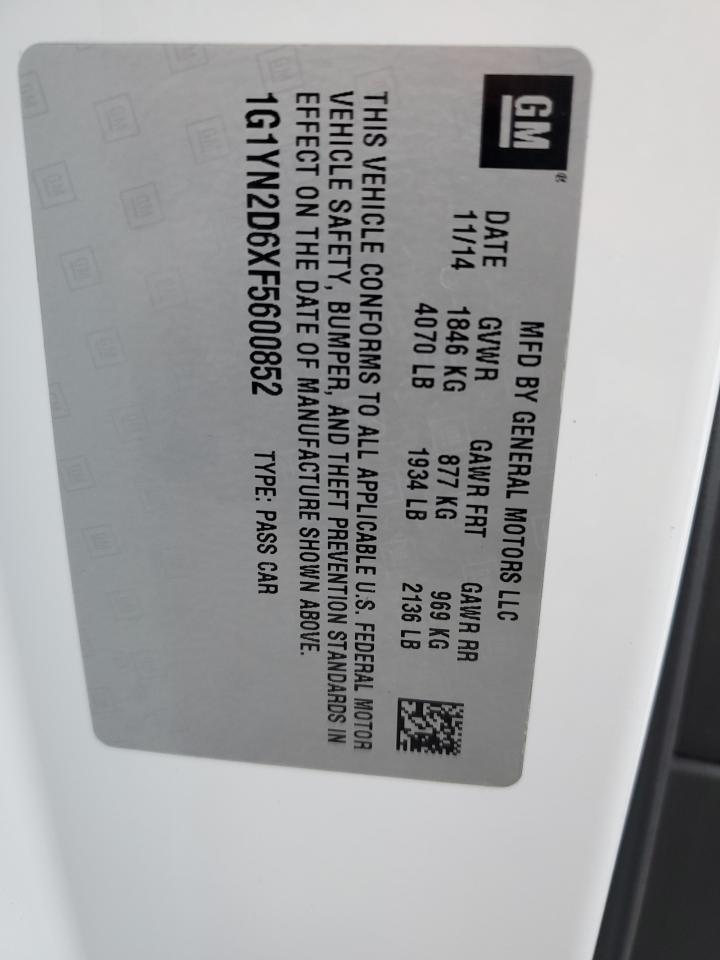 GM
MFD BY GENERAL MOTORS LLC
DATE GVWR GAWR FRT GAWR RR
11/14 1846 KG 877 KG 969 KG
4070 LB 1934 LB 2136 LB
THIS VEHICLE CONFORMS TO ALL APPLICABLE U.S. FEDERAL MOTOR
VEHICLE SAFETY, BUMPER, AND THEFT PREVENTION STANDARDS IN
EFFECT ON THE DATE OF MANUFACTURE SHOWN ABOVE.
1G1YN2D6XF5600852 TYPE: PASS CAR